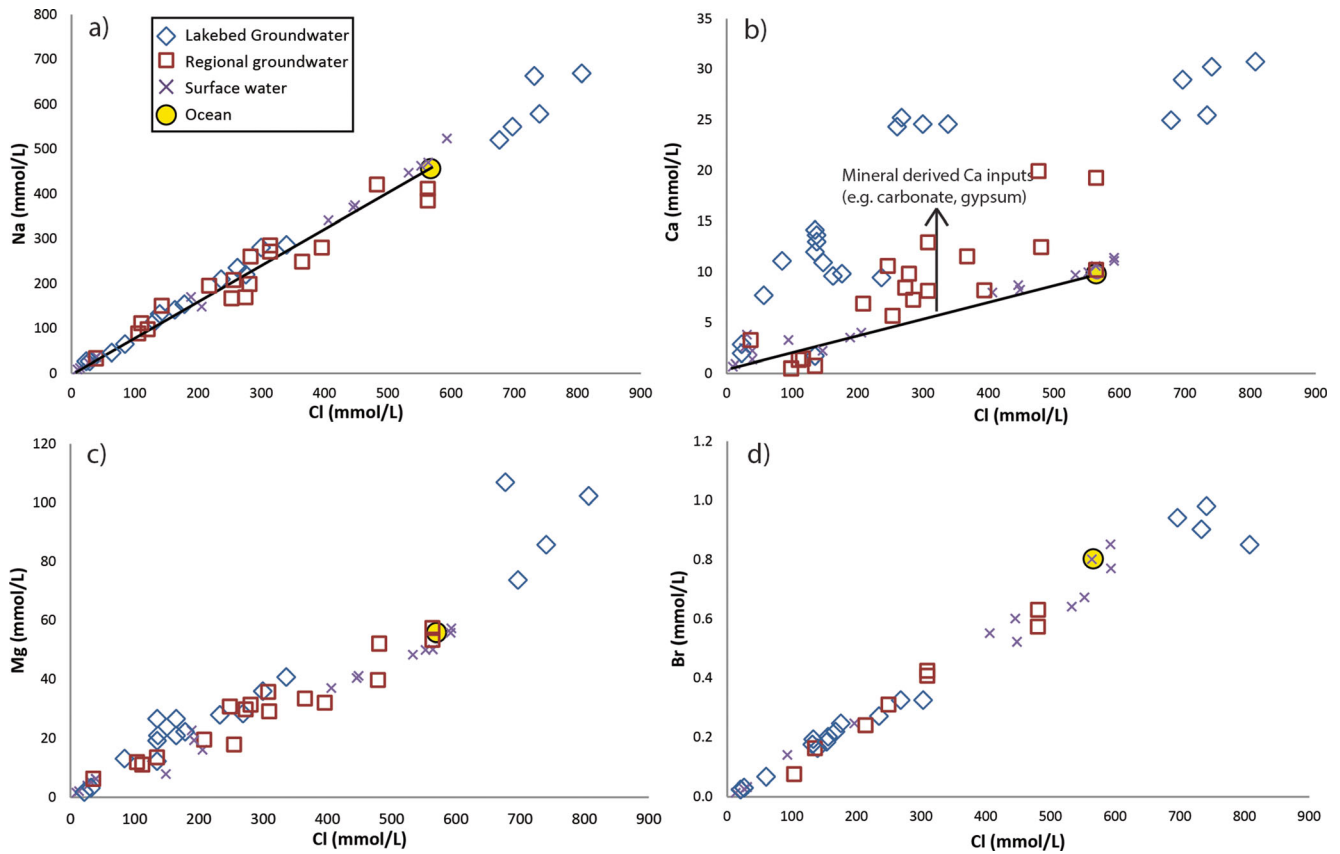 a)
Na (mmol/L)
800
700
600
500
400
300
200
100
0
Lakebed Groundwater
Regional groundwater
Surface water
Ocean
0 100 200 300 400 500 600 700 800 900
Cl (mmol/L)
b)
Ca (mmol/L)
35
30
25
20
15
10
5
0
Mineral derived Ca inputs
(e.g. carbonate, gypsum)
0 100 200 300 400 500 600 700 800 900
Cl (mmol/L)
c)
Mg (mmol/L)
120
100
80
60
40
20
0
0 100 200 300 400 500 600 700 800 900
Cl (mmol/L)
d)
Br (mmol/L)
1.2
1.0
0.8
0.6
0.4
0.2
0.0
0 100 200 300 400 500 600 700 800 900
Cl (mmol/L)